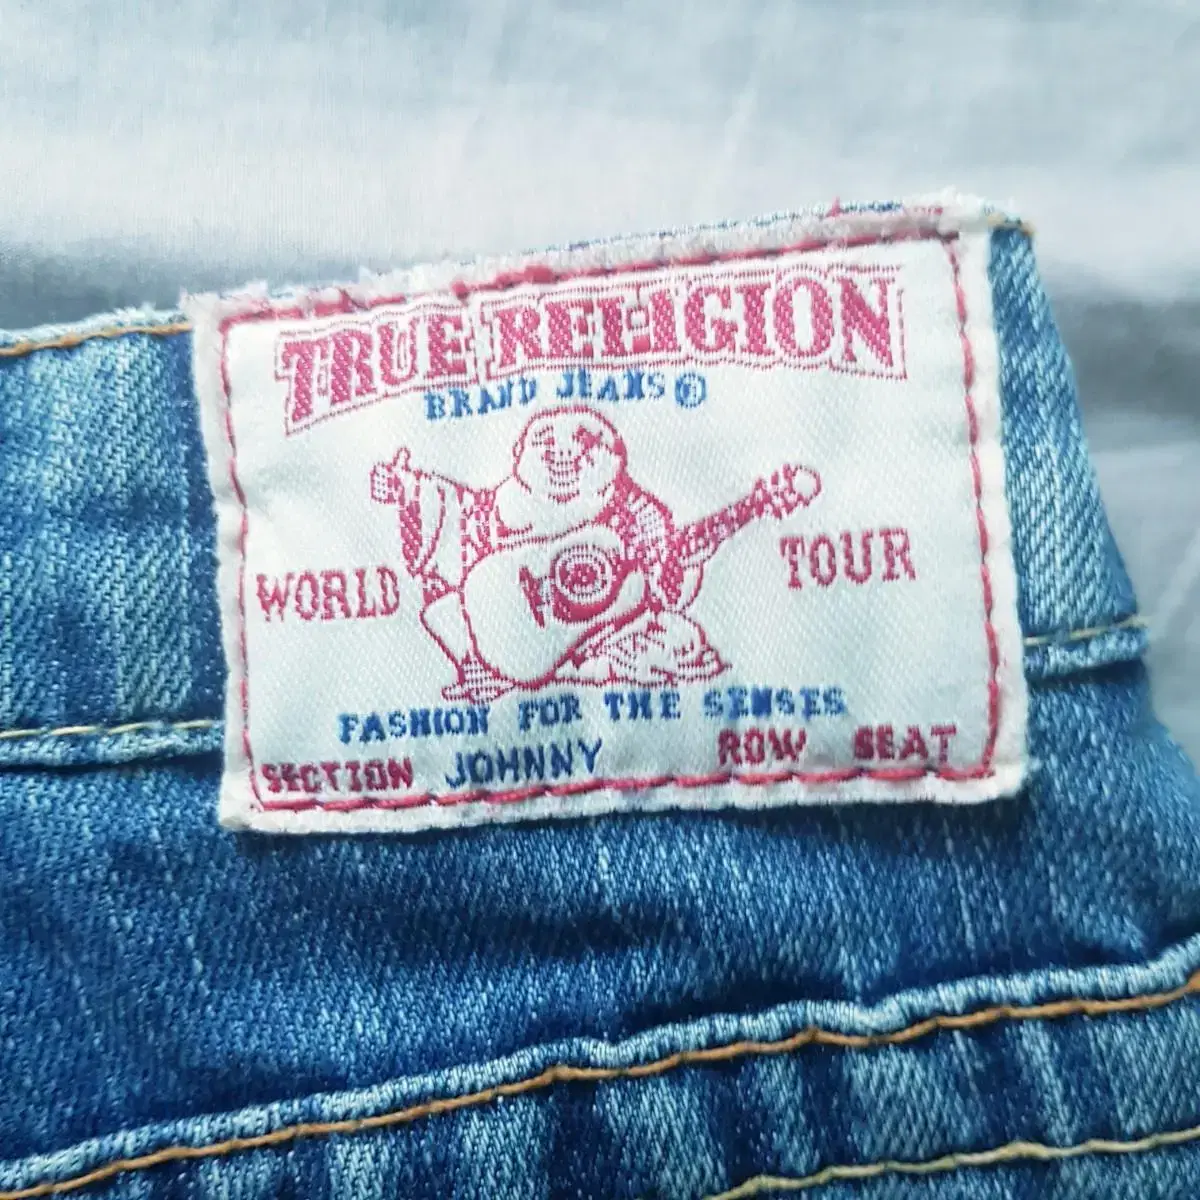 TRUE RELIGION
BRAND JEANS®
WORLD TOUR
FASHION FOR THE SENSES
SECTION JOHNNY ROW SEAT